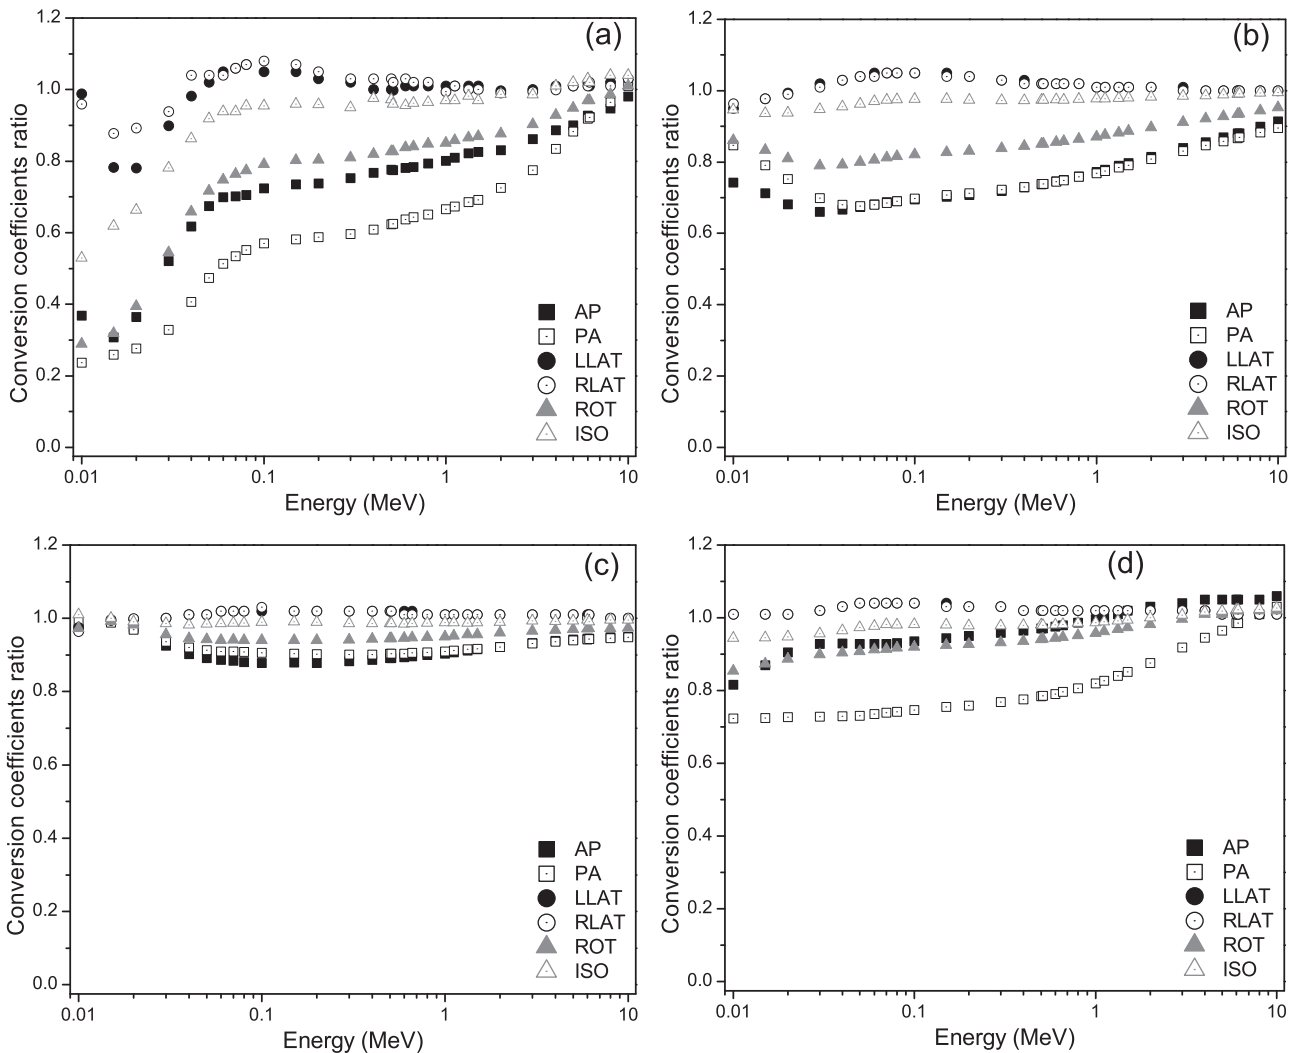 (a)
Conversion coefficients ratio
1.2
1.0
0.8
0.6
0.4
0.2
0.0
AP
PA
LLAT
RLAT
ROT
ISO
0.01 0.1 1 10
Energy (MeV)
(b)
Conversion coefficients ratio
1.2
1.0
0.8
0.6
0.4
0.2
0.0
AP
PA
LLAT
RLAT
ROT
ISO
0.01 0.1 1 10
Energy (MeV)
(c)
Conversion coefficients ratio
1.2
1.0
0.8
0.6
0.4
0.2
0.0
AP
PA
LLAT
RLAT
ROT
ISO
0.01 0.1 1 10
Energy (MeV)
(d)
Conversion coefficients ratio
1.2
1.0
0.8
0.6
0.4
0.2
0.0
AP
PA
LLAT
RLAT
ROT
ISO
0.01 0.1 1 10
Energy (MeV)